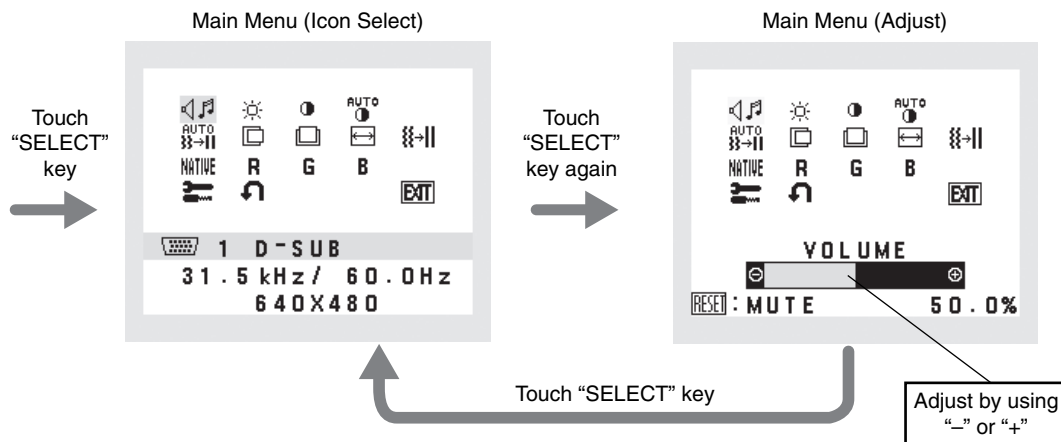 Main Menu (Icon Select)
Main Menu (Adjust)
Touch
“SELECT”
key
AUTO
AUTO
NATIVE R G B
EXIT
1 D-SUB
31.5 kHz/ 60.0Hz
640X480
Touch
“SELECT”
key again
AUTO
AUTO
NATIVE R G B
EXIT
VOLUME
RESET : MUTE 50.0%
Touch “SELECT” key
Adjust by using
“–” or “+”